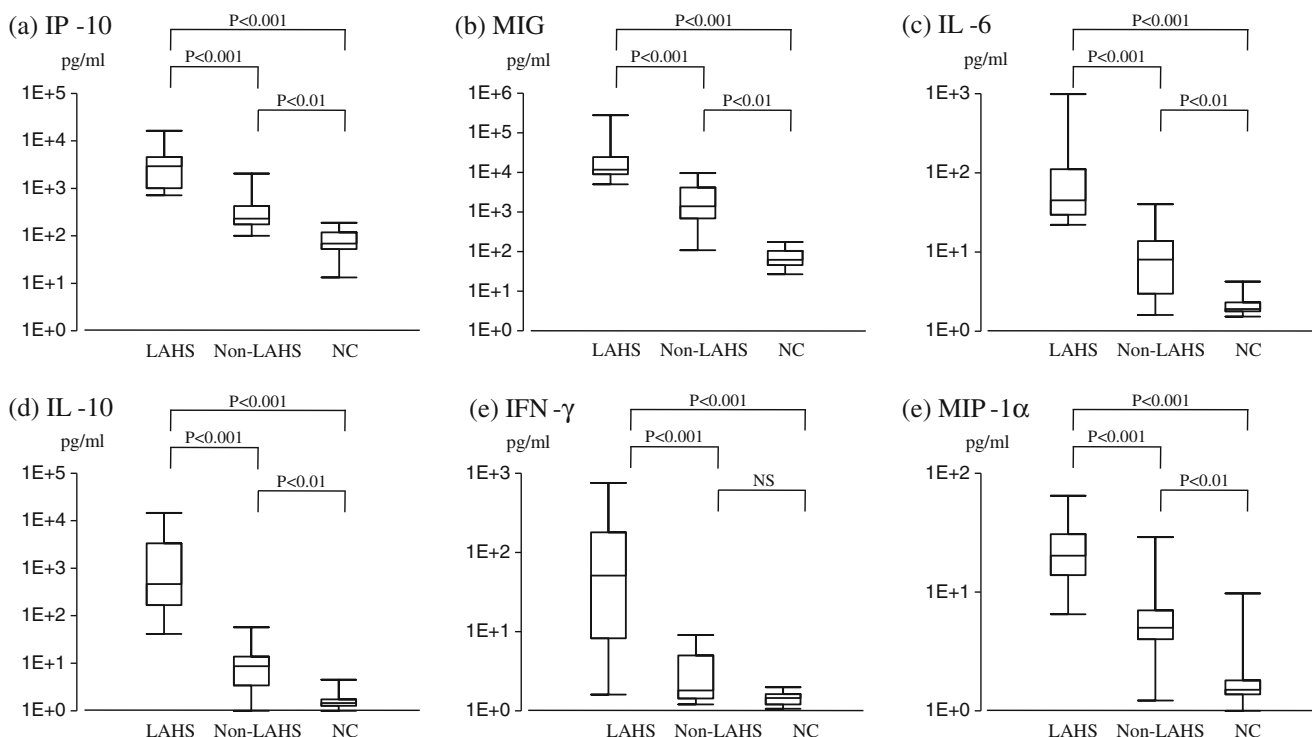 (a) IP -10
pg/ml
P<0.001
P<0.001
P<0.01
1E+5
1E+4
1E+3
1E+2
1E+1
1E+0
LAHS Non-LAHS NC
(b) MIG
pg/ml
P<0.001
P<0.001
P<0.01
1E+6
1E+5
1E+4
1E+3
1E+2
1E+1
1E+0
LAHS Non-LAHS NC
(c) IL -6
pg/ml
P<0.001
P<0.001
P<0.01
1E+3
1E+2
1E+1
1E+0
LAHS Non-LAHS NC
(d) IL -10
pg/ml
P<0.001
P<0.001
P<0.01
1E+5
1E+4
1E+3
1E+2
1E+1
1E+0
LAHS Non-LAHS NC
(e) IFN -γ
pg/ml
P<0.001
P<0.001
NS
1E+3
1E+2
1E+1
1E+0
LAHS Non-LAHS NC
(e) MIP -1α
pg/ml
P<0.001
P<0.001
P<0.01
1E+2
1E+1
1E+0
LAHS Non-LAHS NC